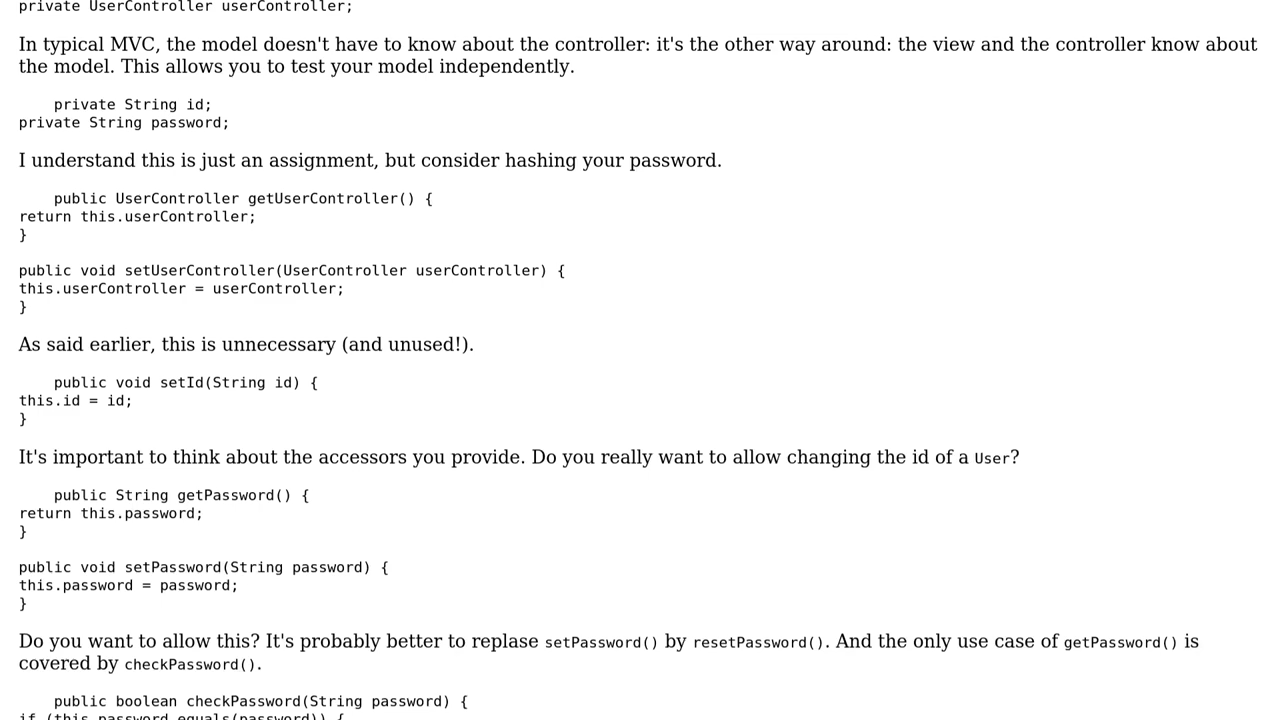 private UserController userController;
In typical MVC, the model doesn't have to know about the controller: it's the other way around: the view and the controller know about
the model. This allows you to test your model independently.
private String id;
private String password;
I understand this is just an assignment, but consider hashing your password.
public UserController getUserController() {
return this.userController;
}
public void setUserController(UserController userController) {
this.userController = userController;
}
As said earlier, this is unnecessary (and unused!).
public void setId(String id) {
this.id = id;
}
It's important to think about the accessors you provide. Do you really want to allow changing the id of a User?
public String getPassword() {
return this.password;
}
public void setPassword(String password) {
this.password = password;
}
Do you want to allow this? It's probably better to replase setPassword() by resetPassword(). And the only use case of getPassword() is
covered by checkPassword().
public boolean checkPassword(String password) {
if (this.password.equals(password)) {